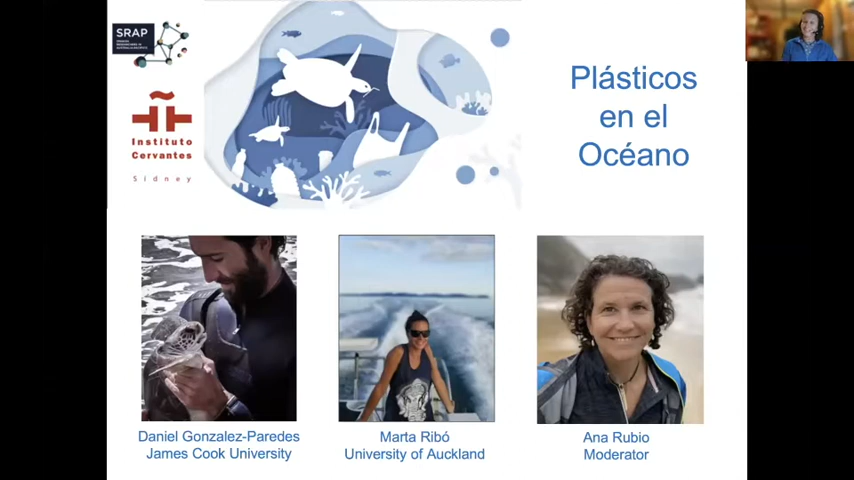 SRAP
Instituto
Cervantes
Sidney
Plásticos
en el
Océano
Daniel Gonzalez-Paredes
James Cook University
Marta Ribó
University of Auckland
Ana Rubio
Moderator